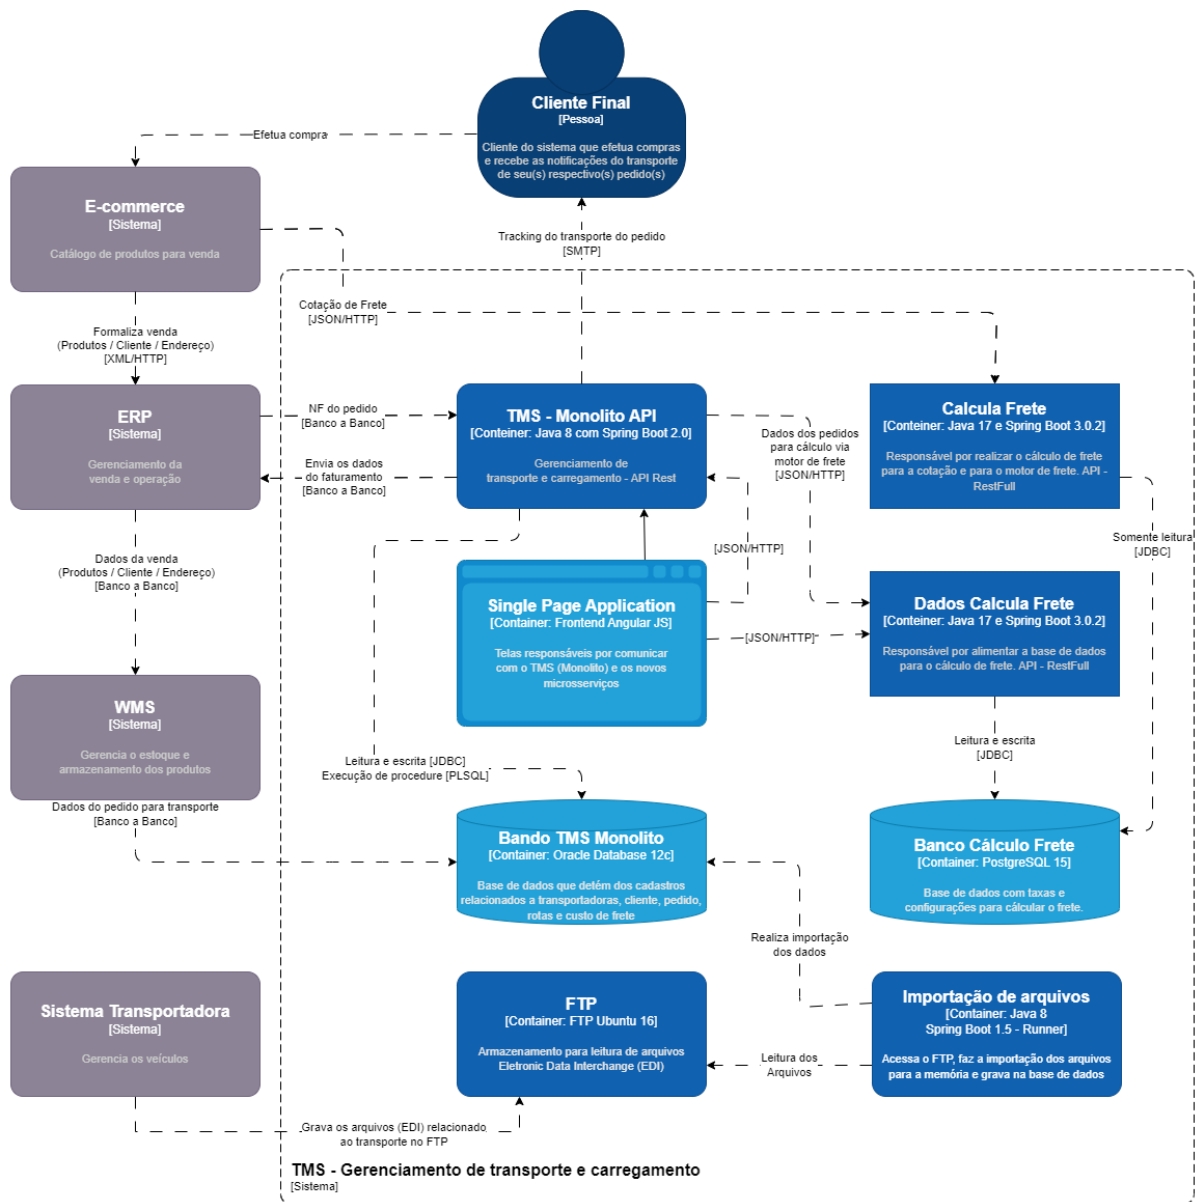 Cliente Final
[Pessoa]
Cliente do sistema que efetua compras
e recebe as notificações do transporte
de seu(s) respectivo(s) pedido(s)
Efetua compra
E-commerce
[Sistema]
Catálogo de produtos para venda
Tracking do transporte do pedido
[SMTP]
Cotação de Frete
[JSON/HTTP]
Formaliza venda
(Produtos / Cliente / Endereço)
[XML/HTTP]
ERP
[Sistema]
Gerenciamento da
venda e operação
NF do pedido
[Banco a Banco]
Envia os dados
do faturamento
[Banco a Banco]
TMS - Monolito API
[Conteiner: Java 8 com Spring Boot 2.0]
Gerenciamento de
transporte e carregamento - API Rest
Dados dos pedidos
para cálculo via
motor de frete
[JSON/HTTP]
Calcula Frete
[Conteiner: Java 17 e Spring Boot 3.0.2]
Responsável por realizar o cálculo de frete
para a cotação e para o motor de frete. API -
RestFull
Somente leitura
[JDBC]
[JSON/HTTP]
Dados da venda
(Produtos / Cliente / Endereço)
[Banco a Banco]
Single Page Application
[Container: Frontend Angular JS]
Telas responsáveis por comunicar
com o TMS (Monolito) e os novos
microsserviços
[JSON/HTTP]
Dados Calcula Frete
[Conteiner: Java 17 e Spring Boot 3.0.2]
Responsável por alimentar a base de dados
para o cálculo de frete. API - RestFull
WMS
[Sistema]
Gerencia o estoque e
armazenamento dos produtos
Leitura e escrita [JDBC]
Execução de procedure [PLSQL]
Leitura e escrita
[JDBC]
Dados do pedido para transporte
[Banco a Banco]
Bando TMS Monolito
[Container: Oracle Database 12c]
Base de dados que detém dos cadastros
relacionados a transportadoras, cliente, pedido,
rotas e custo de frete
Banco Cálculo Frete
[Container: PostgreSQL 15]
Base de dados com taxas e
configurações para cálcular o frete.
Realiza importação
dos dados
Sistema Transportadora
[Sistema]
Gerencia os veículos
FTP
[Container: FTP Ubuntu 16]
Armazenamento para leitura de arquivos
Eletronic Data Interchange (EDI)
Leitura dos
Arquivos
Importação de arquivos
[Container: Java 8
Spring Boot 1.5 - Runner]
Acessa o FTP, faz a importação dos arquivos
para a memória e grava na base de dados
Grava os arquivos (EDI) relacionado
ao transporte no FTP
TMS - Gerenciamento de transporte e carregamento
[Sistema]